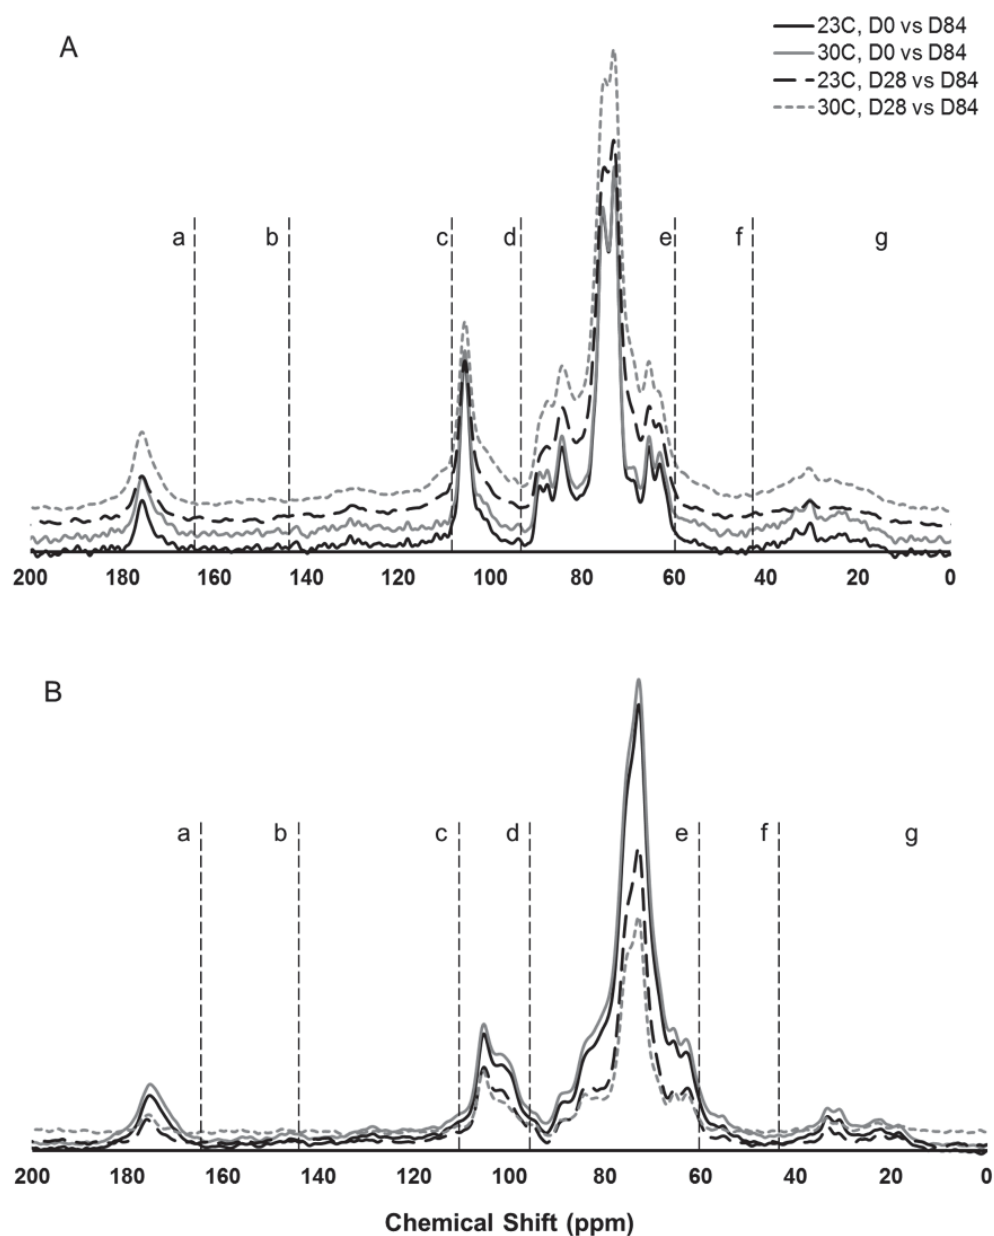 A
23C, D0 vs D84
30C, D0 vs D84
23C, D28 vs D84
30C, D28 vs D84
a b c d e f g
200 180 160 140 120 100 80 60 40 20 0
B
a b c d e f g
200 180 160 140 120 100 80 60 40 20 0
Chemical Shift (ppm)